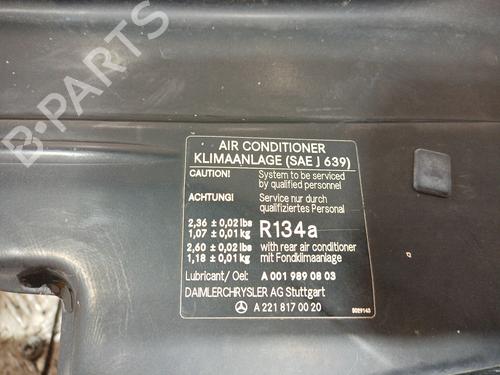 B-PARTS
AIR CONDITIONER
KLIMAANLAGE (SAE J 639)
CAUTION! System to be serviced
by qualified personnel
ACHTUNG! Service nur durch
qualifiziertes Personal
2,36 ± 0,02 lbs
1,07 ± 0,01 kg
R134a
2,60 ± 0,02 lbs with rear air conditioner
1,18 ± 0,01 kg mit Fondklimaanlage
Lubricant/ Oel: A 001 989 08 03
DAIMLERCHRYSLER AG Stuttgart
A 221 817 00 20